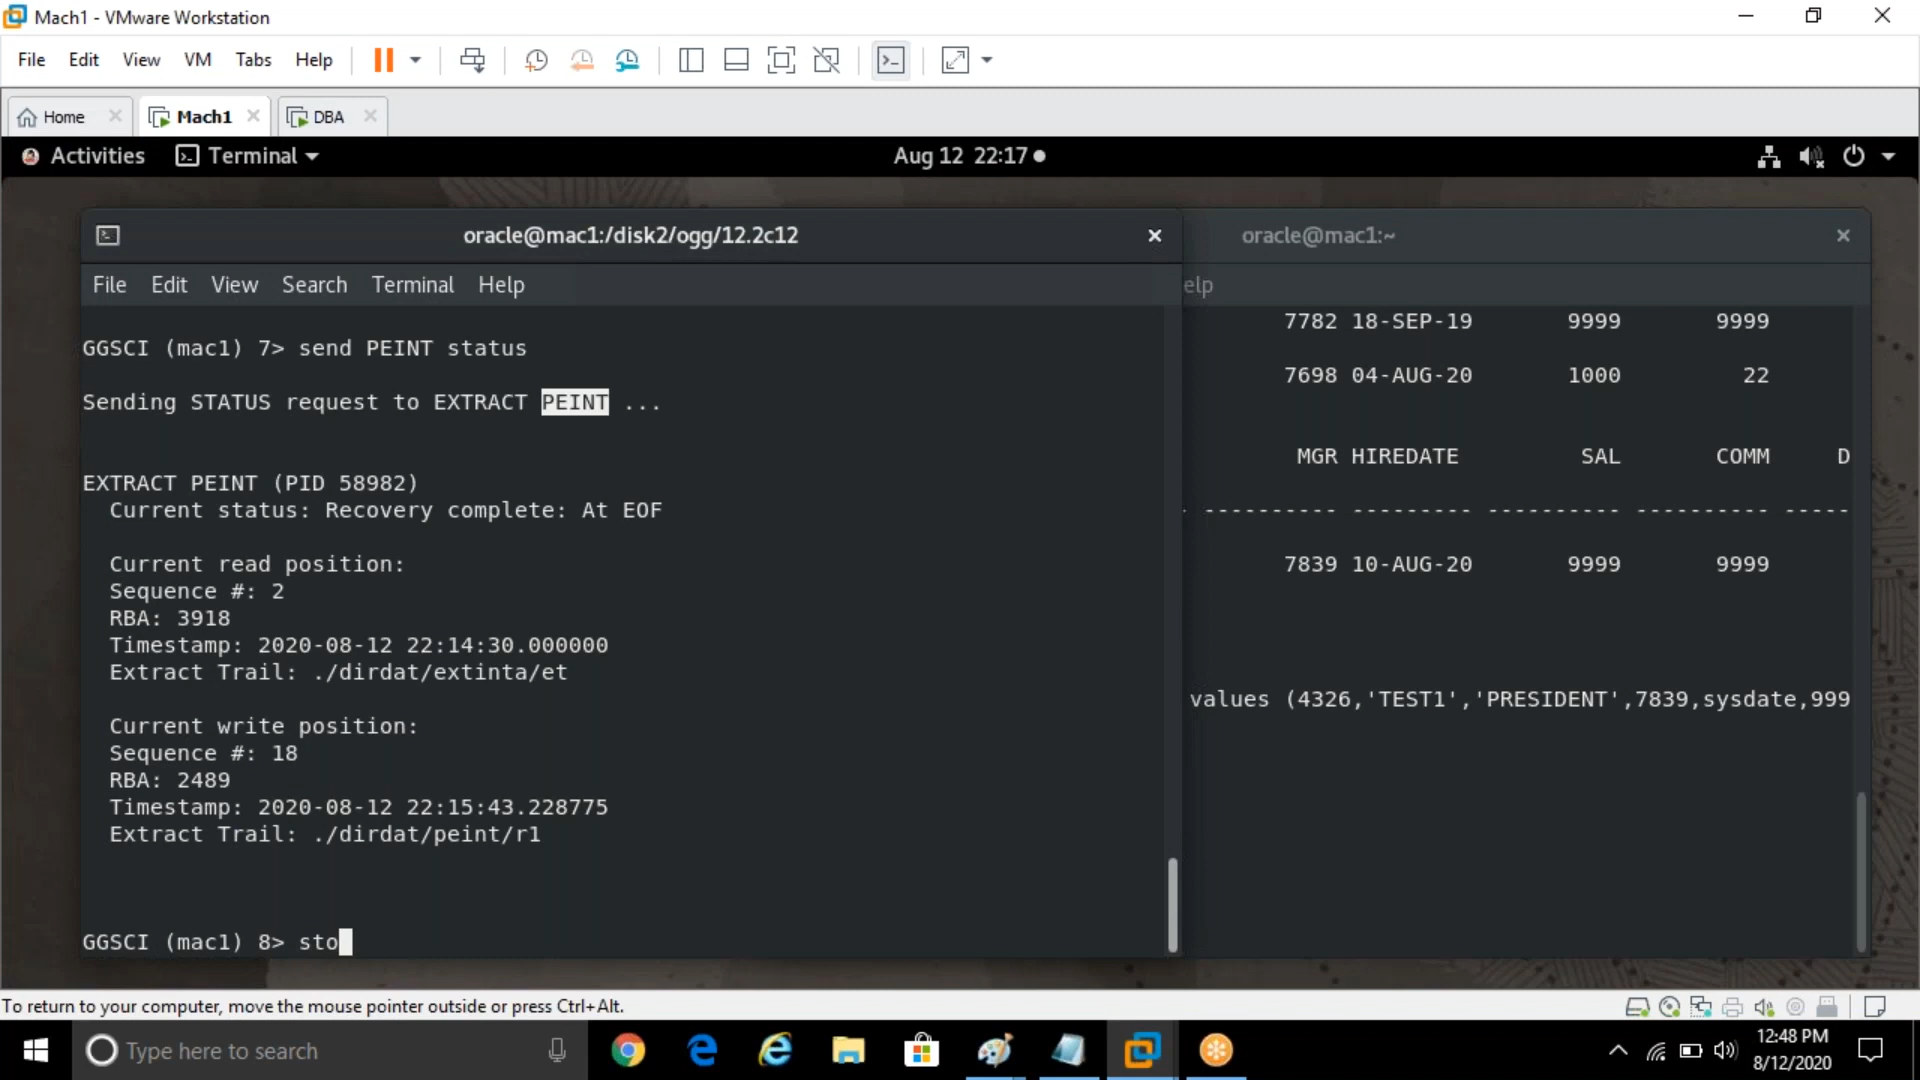 Mach1 - VMware Workstation
File Edit View VM Tabs Help
Home Mach1 DBA
Activities Terminal Aug 12 22:17
oracle@mac1:/disk2/ogg/12.2c12
oracle@mac1:~
File Edit View Search Terminal Help
elp
GGSCI (mac1) 7> send PEINT status
Sending STATUS request to EXTRACT PEINT ...
EXTRACT PEINT (PID 58982)
Current status: Recovery complete: At EOF
Current read position:
Sequence #: 2
RBA: 3918
Timestamp: 2020-08-12 22:14:30.000000
Extract Trail: ./dirdat/extinta/et
Current write position:
Sequence #: 18
RBA: 2489
Timestamp: 2020-08-12 22:15:43.228775
Extract Trail: ./dirdat/peint/r1
GGSCI (mac1) 8> sto
7782 18-SEP-19 9999 9999
7698 04-AUG-20 1000 22
MGR HIREDATE SAL COMM D
- ---------- --------- ---------- ---------- -----
7839 10-AUG-20 9999 9999
values (4326,'TEST1','PRESIDENT',7839,sysdate,999
To return to your computer, move the mouse pointer outside or press Ctrl+Alt.
Type here to search
12:48 PM
8/12/2020